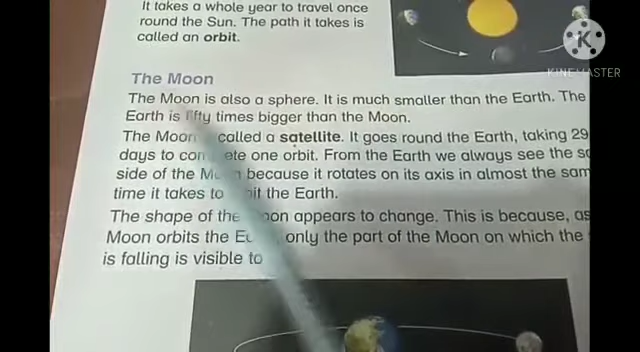 It takes a whole year to travel once
round the Sun. The path it takes is
called an orbit.
The Moon
The Moon is also a sphere. It is much smaller than the Earth. The
Earth is fifty times bigger than the Moon.
The Moon called a satellite. It goes round the Earth, taking 29
days to complete one orbit. From the Earth we always see the
side of the Moon because it rotates on its axis in almost the
time it takes to the Earth.
The shape of the Moon appears to change. This is because, as
Moon orbits the only the part of the Moon on which the
is falling is visible to
KINEMASTER